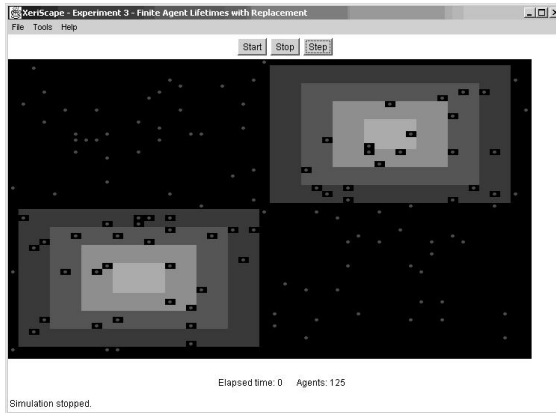 XeriScape - Experiment 3 - Finite Agent Lifetimes with Replacement
File Tools Help
Start Stop Step
Elapsed time: 0 Agents: 125
Simulation stopped.